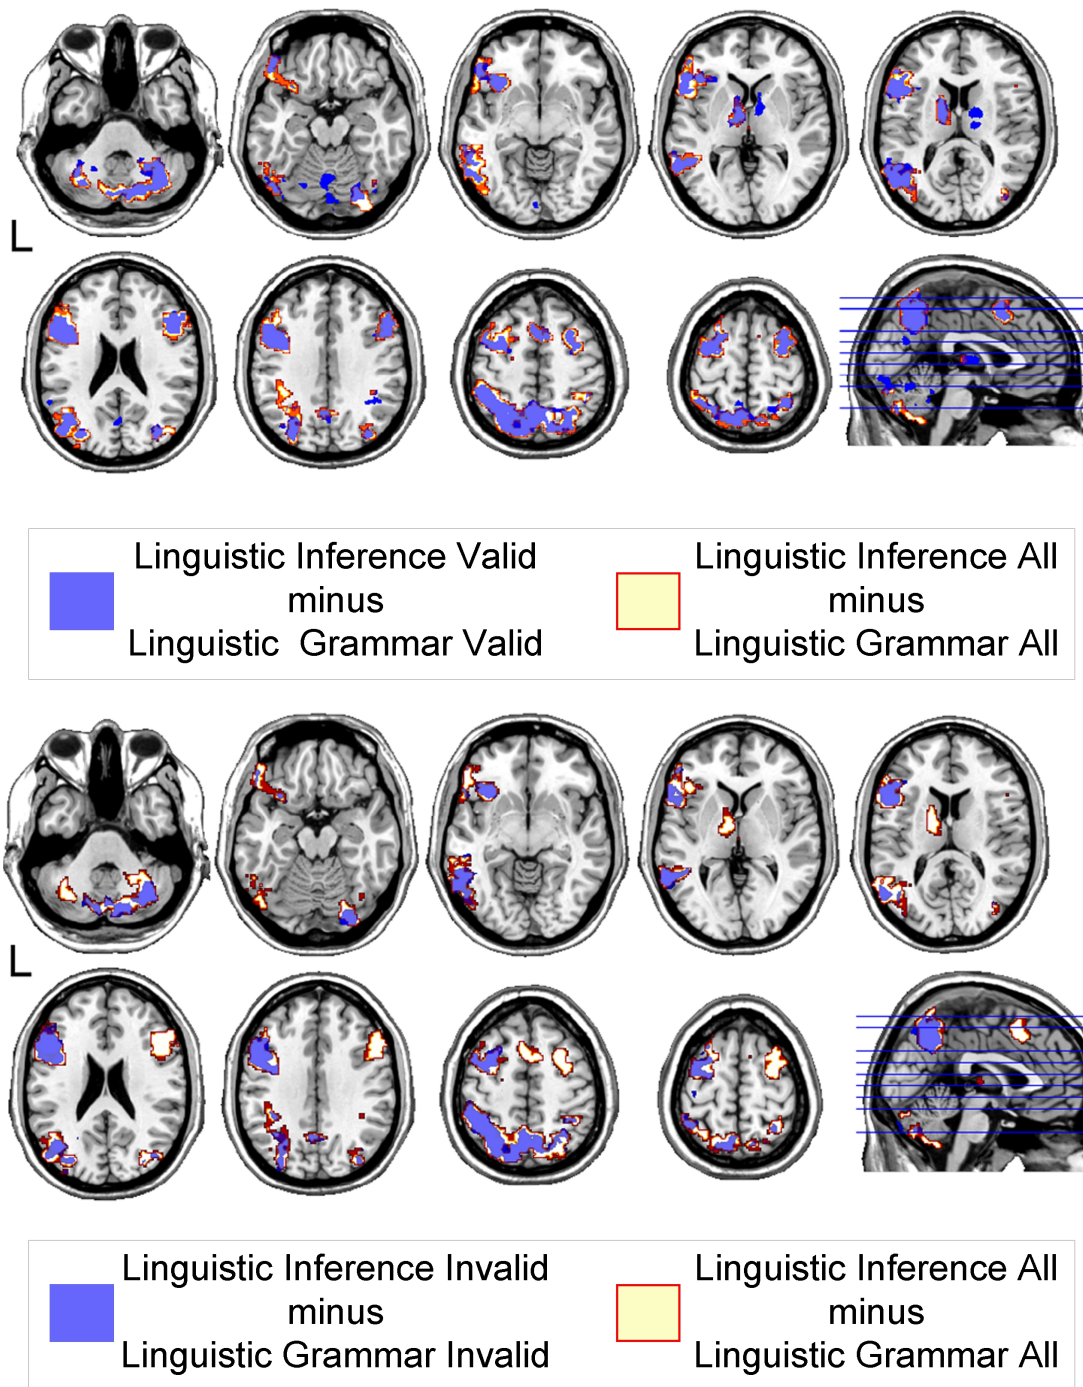 L
Linguistic Inference Valid
minus
Linguistic Grammar Valid
Linguistic Inference All
minus
Linguistic Grammar All
L
Linguistic Inference Invalid
minus
Linguistic Grammar Invalid
Linguistic Inference All
minus
Linguistic Grammar All